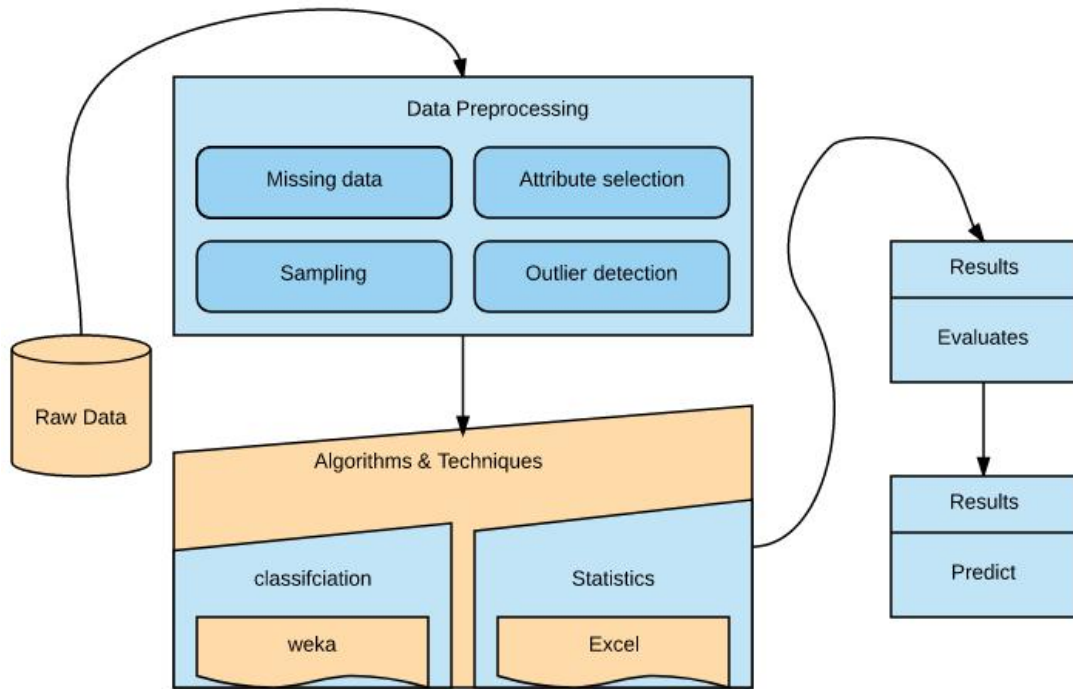 Data Preprocessing
Missing data
Attribute selection
Sampling
Outlier detection
Raw Data
Algorithms & Techniques
classifciation
Statistics
weka
Excel
Results
Evaluates
Results
Predict